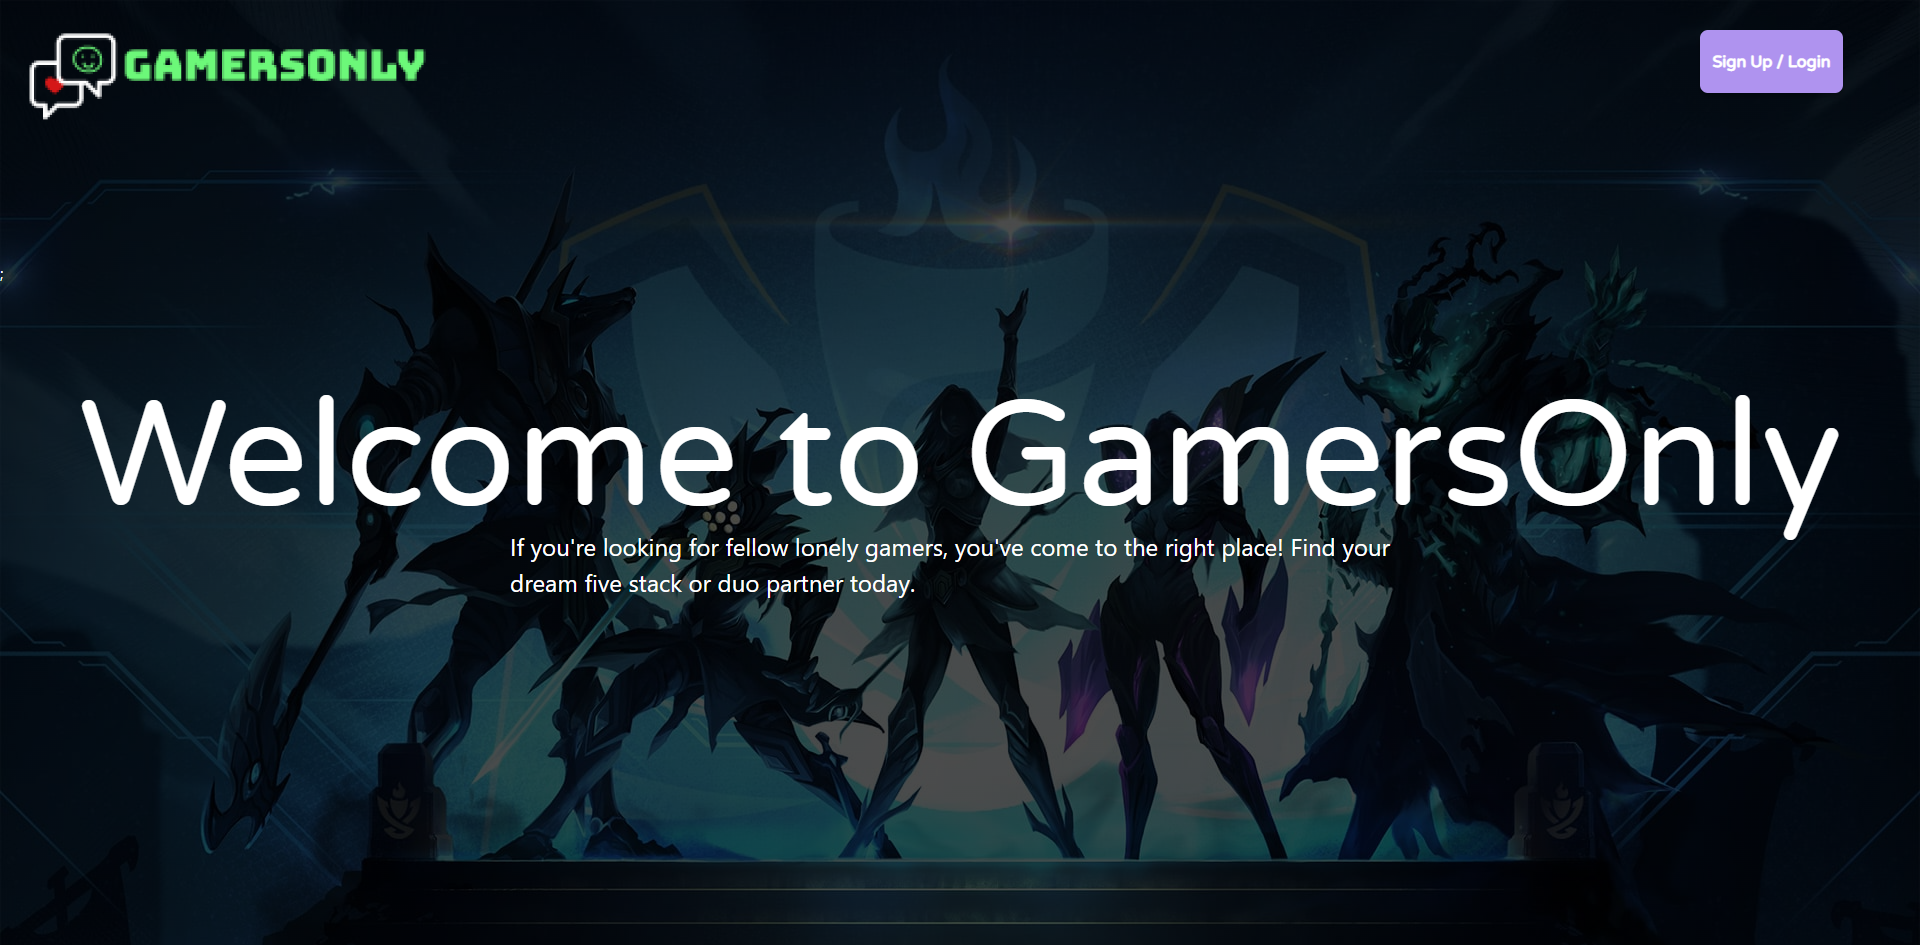 GAMERSONLY
Sign Up / Login
;
Welcome to GamersOnly
If you're looking for fellow lonely gamers, you've come to the right place! Find your
dream five stack or duo partner today.